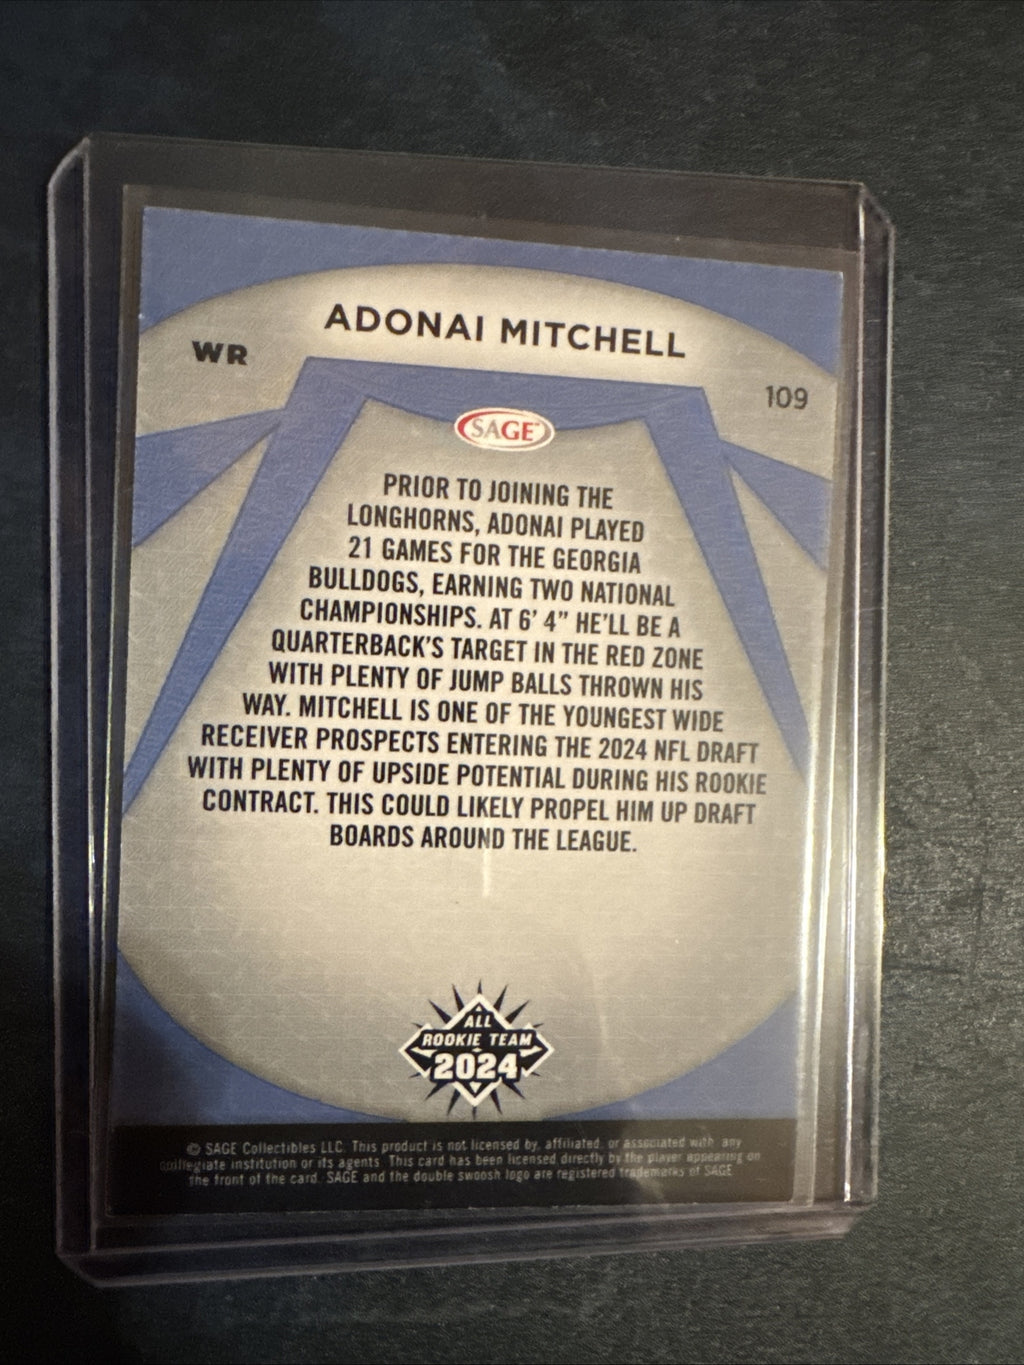 ADONAI MITCHELL
WR
109
SAGE
PRIOR TO JOINING THE
LONGHORNS, ADONAI PLAYED
21 GAMES FOR THE GEORGIA
BULLDOGS, EARNING TWO NATIONAL
CHAMPIONSHIPS. AT 6' 4" HE'LL BE A
QUARTERBACK'S TARGET IN THE RED ZONE
WITH PLENTY OF JUMP BALLS THROWN HIS
WAY. MITCHELL IS ONE OF THE YOUNGEST WIDE
RECEIVER PROSPECTS ENTERING THE 2024 NFL DRAFT
WITH PLENTY OF UPSIDE POTENTIAL DURING HIS ROOKIE
CONTRACT. THIS COULD LIKELY PROPEL HIM UP DRAFT
BOARDS AROUND THE LEAGUE.
ALL
ROOKIE TEAM
2024
© SAGE Collectibles LLC. This product is not licensed by, affiliated, or associated with any
collegiate institution or its agents. This card has been licensed directly by the player appearing on
the front of the card. SAGE and the double swoosh logo are registered trademarks of SAGE.